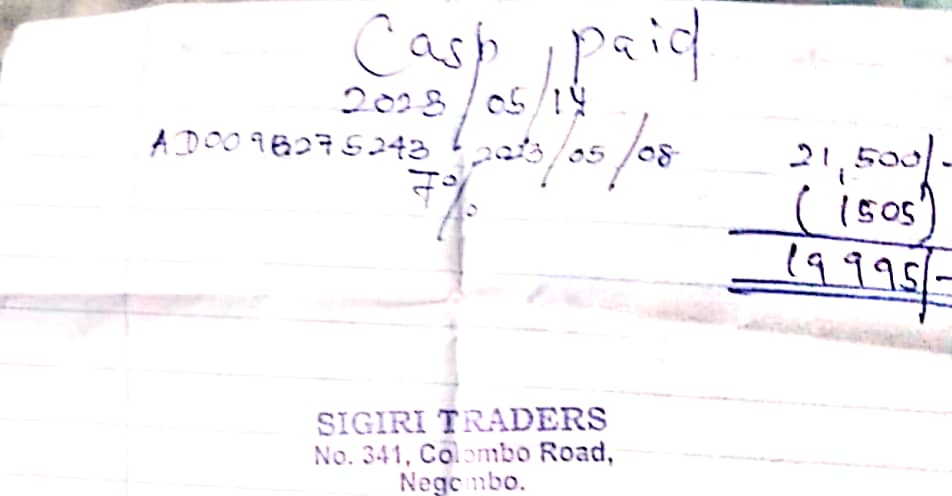 Cash paid
2023/05/14
AD009B275243 2023/05/08 21,500/-
7% (1505)
19995/-
SIGIRI TRADERS
No. 341, Colombo Road,
Negombo.